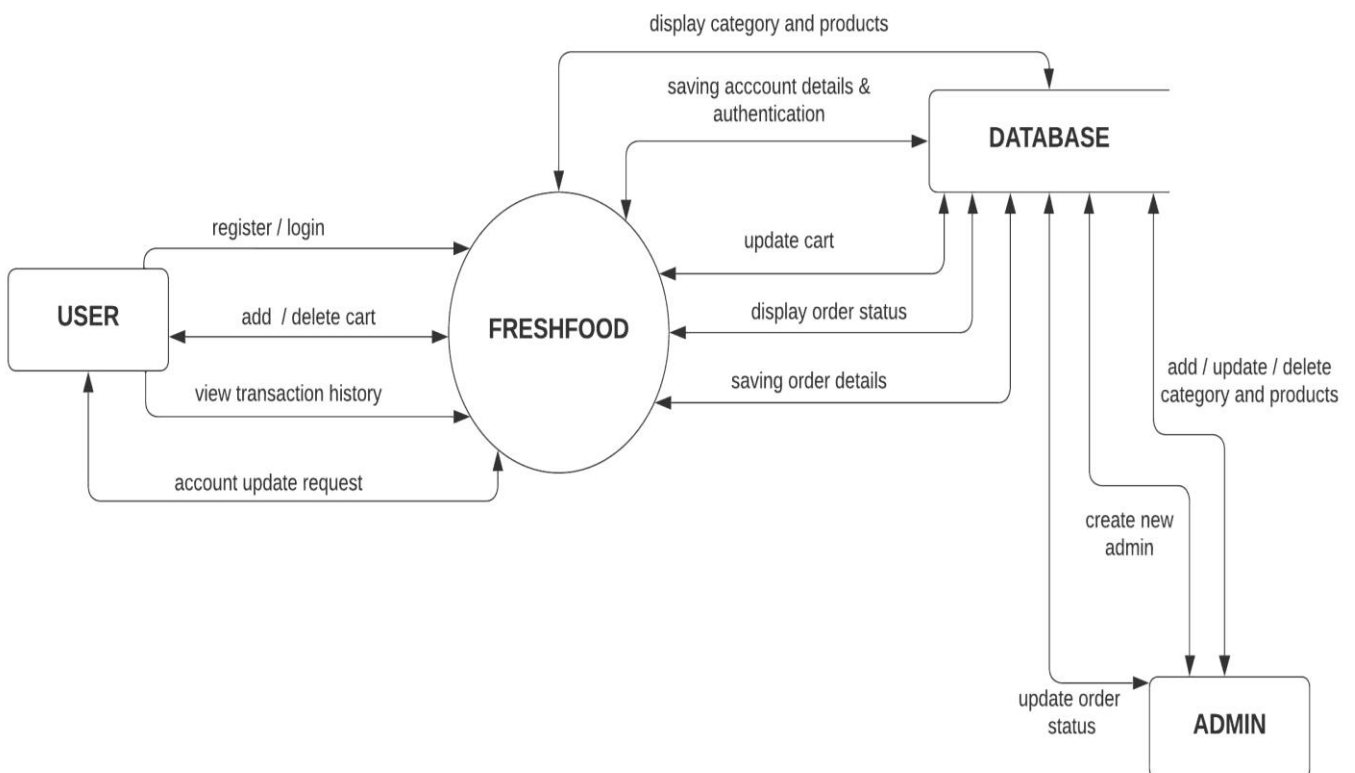 display category and products
saving acccount details &
authentication
DATABASE
register / login
update cart
USER
add / delete cart
FRESHFOOD
display order status
view transaction history
saving order details
add / update / delete
category and products
account update request
create new
admin
update order
status
ADMIN